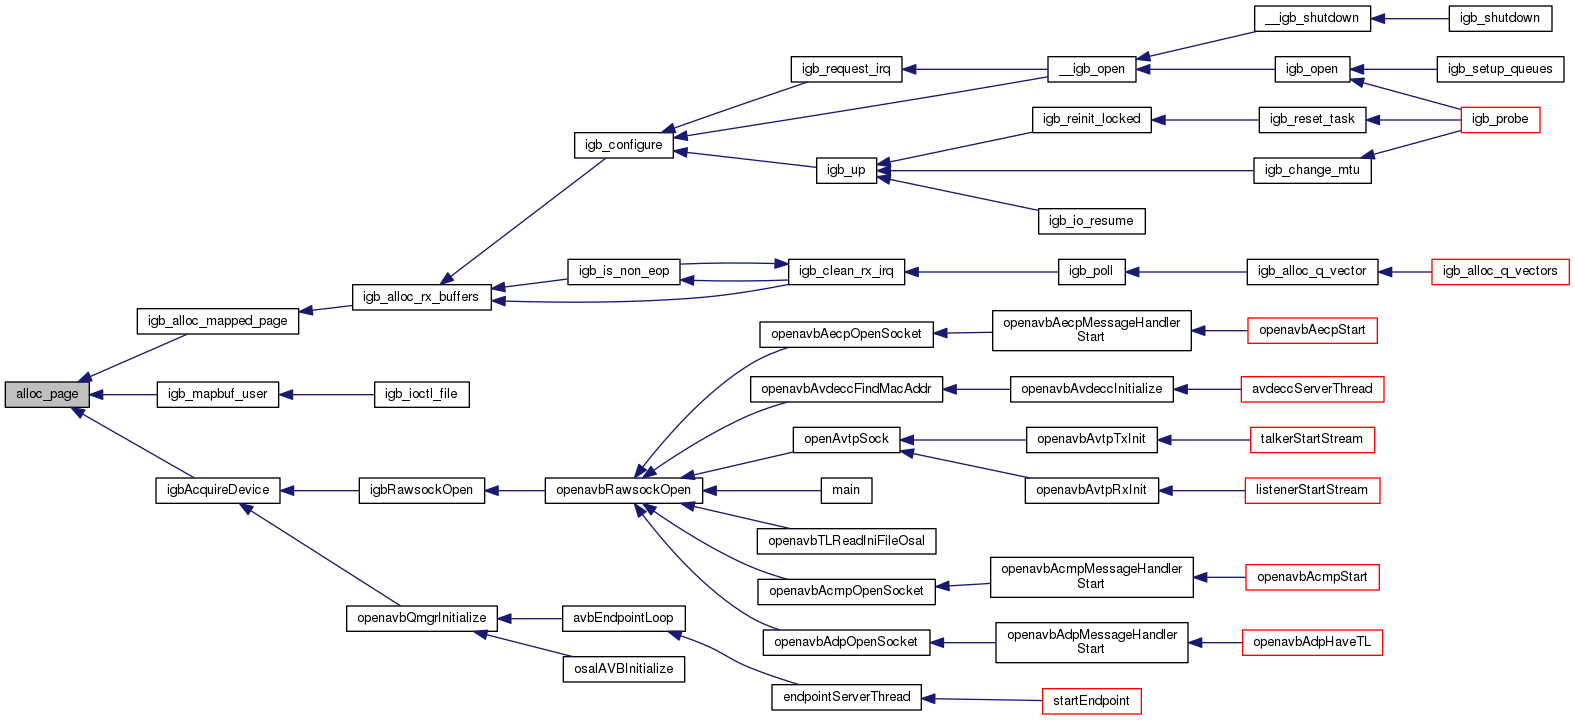 __igb_shutdown
igb_shutdown
igb_request_irq
__igb_open
igb_open
igb_setup_queues
igb_reinit_locked
igb_reset_task
igb_probe
igb_configure
igb_up
igb_change_mtu
igb_io_resume
igb_is_non_eop
igb_clean_rx_irq
igb_poll
igb_alloc_q_vector
igb_alloc_q_vectors
igb_alloc_rx_buffers
igb_alloc_mapped_page
openavbAecpOpenSocket
openavbAecpMessageHandler
Start
openavbAecpStart
alloc_page
igb_mapbuf_user
igb_ioctl_file
openavbAvdeccFindMacAddr
openavbAvdeccInitialize
avdeccServerThread
openAvtpSock
openavbAvtpTxInit
talkerStartStream
igbAcquireDevice
igbRawsockOpen
openavbRawsockOpen
main
openavbAvtpRxInit
listenerStartStream
openavbTLReadIniFileOsal
openavbAcmpOpenSocket
openavbAcmpMessageHandler
Start
openavbAcmpStart
openavbQmgrInitialize
avbEndpointLoop
openavbAdpOpenSocket
openavbAdpMessageHandler
Start
openavbAdpHaveTL
osalAVBInitialize
endpointServerThread
startEndpoint